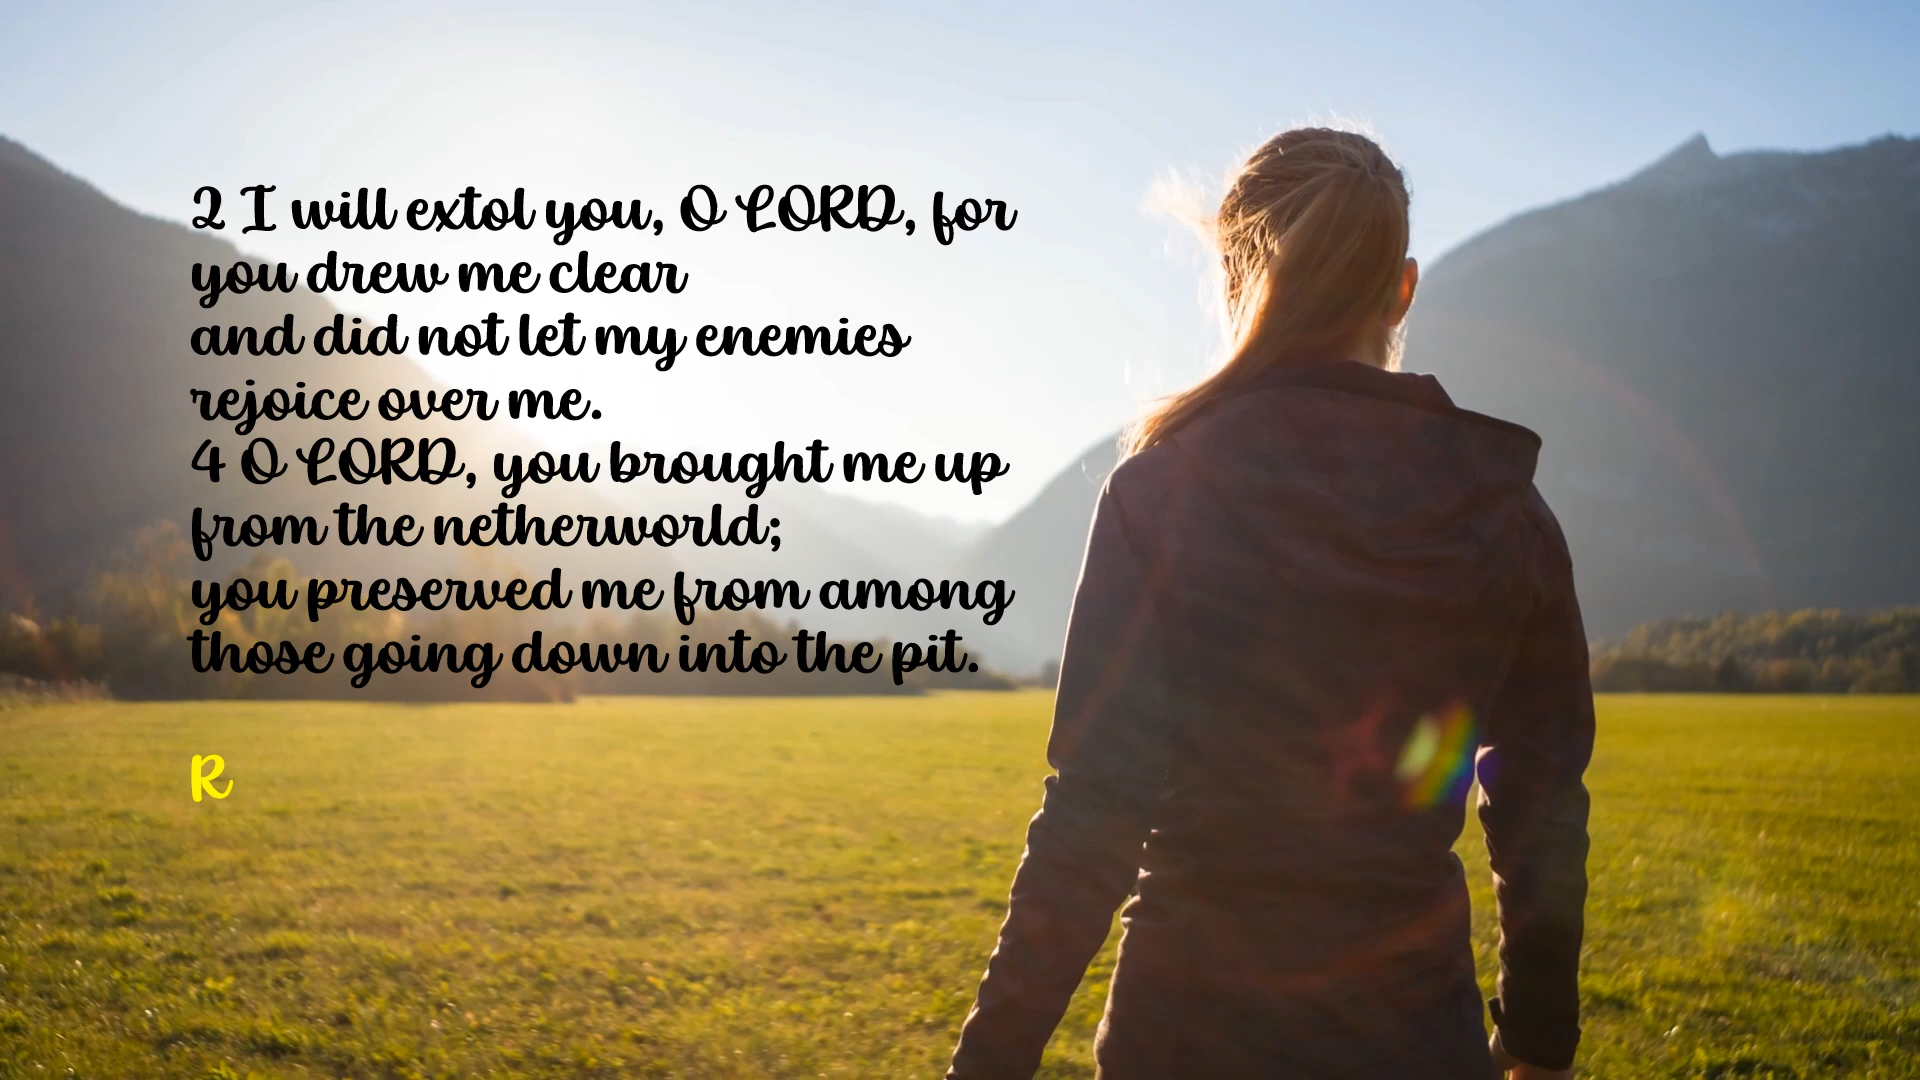 2 I will extol you, O LORD, for
you drew me clear
and did not let my enemies
rejoice over me.
4 O LORD, you brought me up
from the netherworld;
you preserved me from among
those going down into the pit.
R